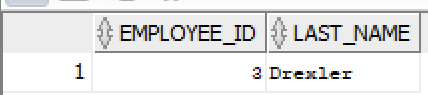 EMPLOYEE_ID LAST_NAME
1 3 Drexler